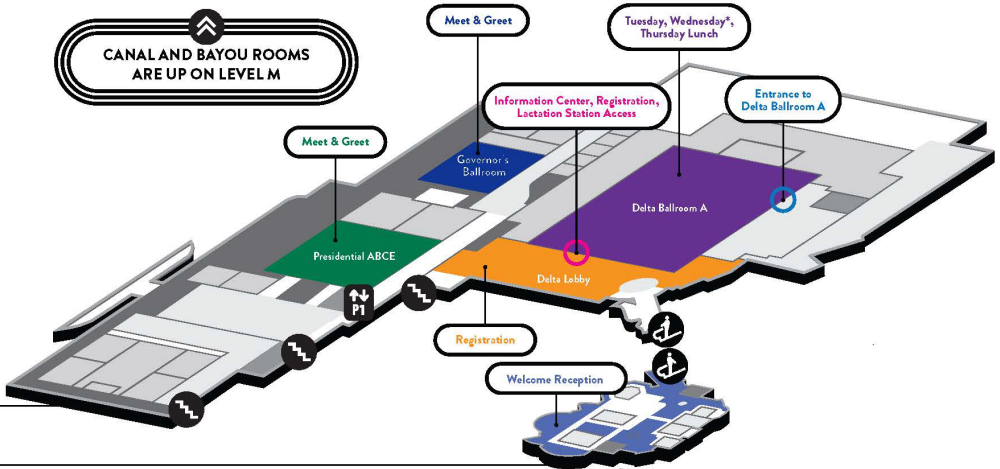 CANAL AND BAYOU ROOMS
ARE UP ON LEVEL M
Meet & Greet
Tuesday, Wednesday*,
Thursday Lunch
Information Center, Registration,
Lactation Station Access
Entrance to
Delta Ballroom A
Meet & Greet
Governor's
Ballroom
Delta Ballroom A
Presidential ABCE
Delta Lobby
P1
Registration
Welcome Reception